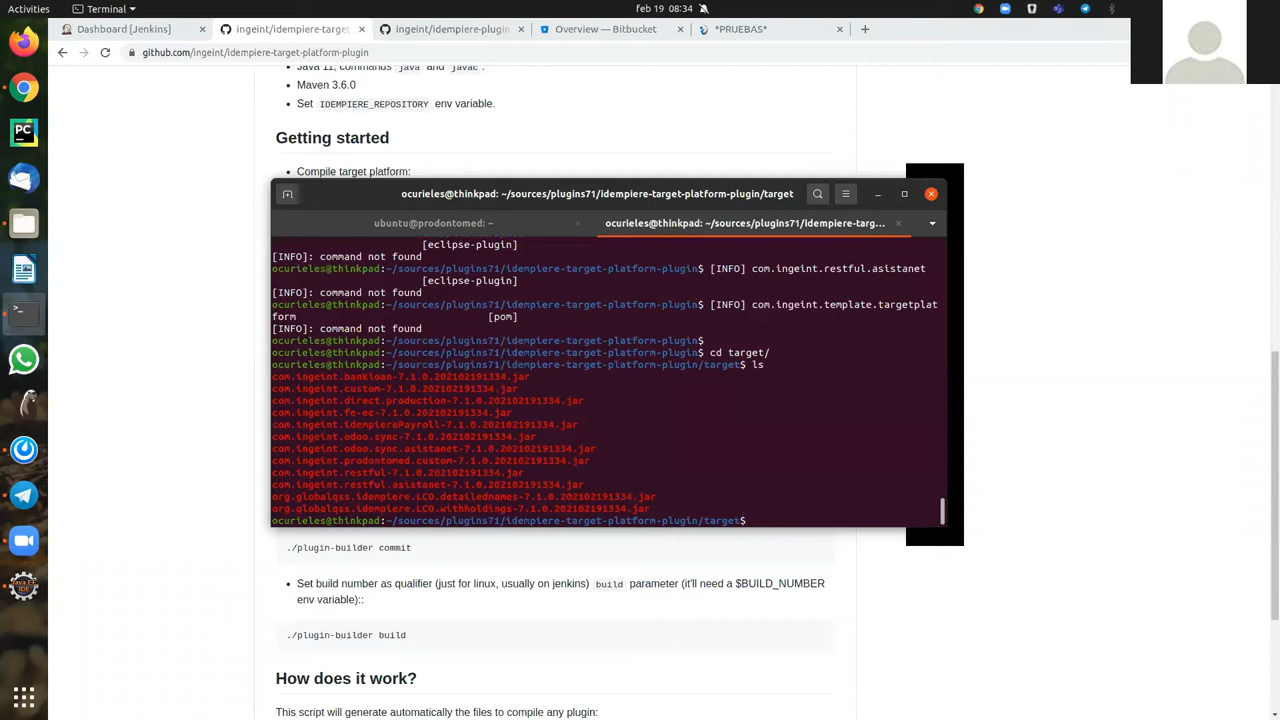 Activities
Terminal
feb 19 08:34
Dashboard [Jenkins]
ingeint/idempiere-target-
ingeint/idempiere-plugin
Overview — Bitbucket
*PRUEBAS*
github.com/ingeint/idempiere-target-platform-plugin
Java 11, commands java and javac .
Maven 3.6.0
Set IDEMPIERE_REPOSITORY env variable.
Getting started
Compile target platform:
ocurieles@thinkpad: ~/sources/plugins71/idempiere-target-platform-plugin/target
ubuntu@prodontomed: ~
ocurieles@thinkpad: ~/sources/plugins71/idempiere-targ...
[eclipse-plugin]
[INFO]: command not found
ocurieles@thinkpad:~/sources/plugins71/idempiere-target-platform-plugin$ [INFO] com.ingeint.restful.asistanet
[eclipse-plugin]
[INFO]: command not found
ocurieles@thinkpad:~/sources/plugins71/idempiere-target-platform-plugin$ [INFO] com.ingeint.template.targetplat
form [pom]
[INFO]: command not found
ocurieles@thinkpad:~/sources/plugins71/idempiere-target-platform-plugin$
ocurieles@thinkpad:~/sources/plugins71/idempiere-target-platform-plugin$ cd target/
ocurieles@thinkpad:~/sources/plugins71/idempiere-target-platform-plugin/target$ ls
com.ingeint.bankloan-7.1.0.202102191334.jar
com.ingeint.custom-7.1.0.202102191334.jar
com.ingeint.direct.production-7.1.0.202102191334.jar
com.ingeint.fe-ec-7.1.0.202102191334.jar
com.ingeint.idempierePayroll-7.1.0.202102191334.jar
com.ingeint.odoo.sync-7.1.0.202102191334.jar
com.ingeint.odoo.sync.asistanet-7.1.0.202102191334.jar
com.ingeint.prodontomed.custom-7.1.0.202102191334.jar
com.ingeint.restful-7.1.0.202102191334.jar
com.ingeint.restful.asistanet-7.1.0.202102191334.jar
org.globalqss.idempiere.LCO.detailednames-7.1.0.202102191334.jar
org.globalqss.idempiere.LCO.withholdings-7.1.0.202102191334.jar
ocurieles@thinkpad:~/sources/plugins71/idempiere-target-platform-plugin/target$
./plugin-builder commit
Set build number as qualifier (just for linux, usually on jenkins) build parameter (it'll need a $BUILD_NUMBER
env variable)::
./plugin-builder build
How does it work?
This script will generate automatically the files to compile any plugin: